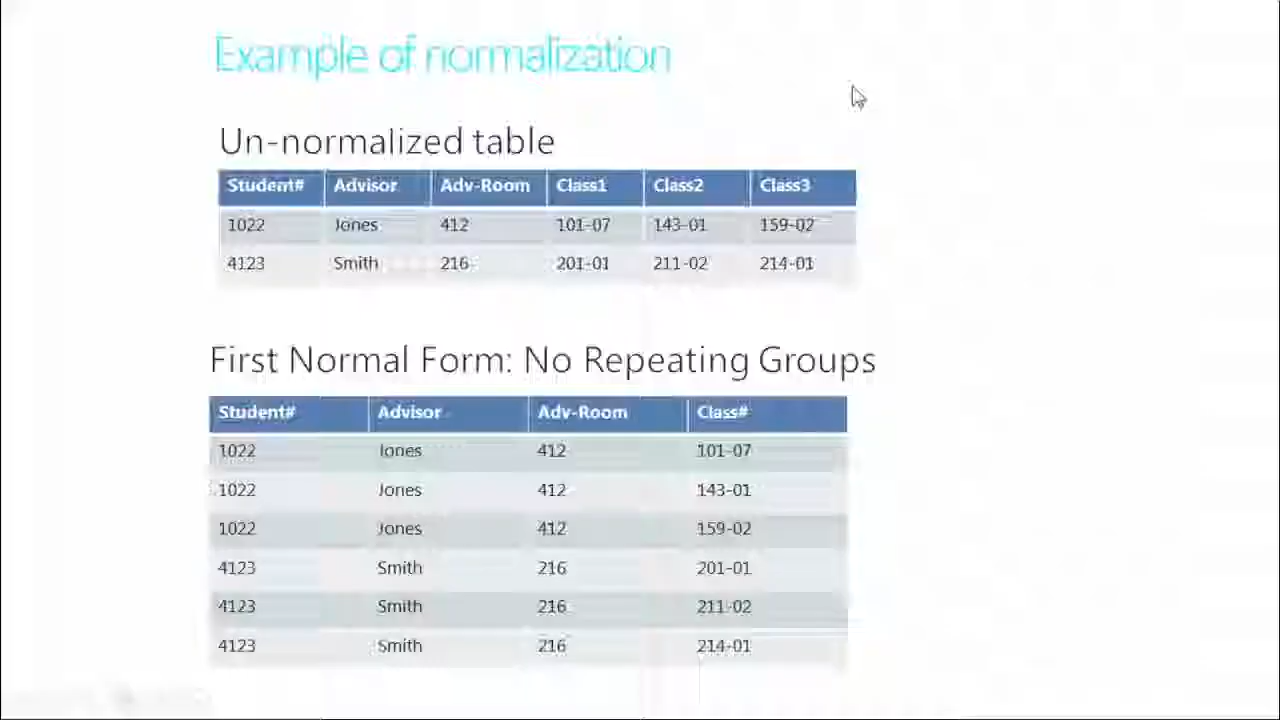 Example of normalization
Un-normalized table
Student# Advisor Adv-Room Class1 Class2 Class3
1022 Jones 412 101-07 143-01 159-02
4123 Smith 216 201-01 211-02 214-01
First Normal Form: No Repeating Groups
Student# Advisor Adv-Room Class#
1022 Jones 412 101-07
1022 Jones 412 143-01
1022 Jones 412 159-02
4123 Smith 216 201-01
4123 Smith 216 211-02
4123 Smith 216 214-01